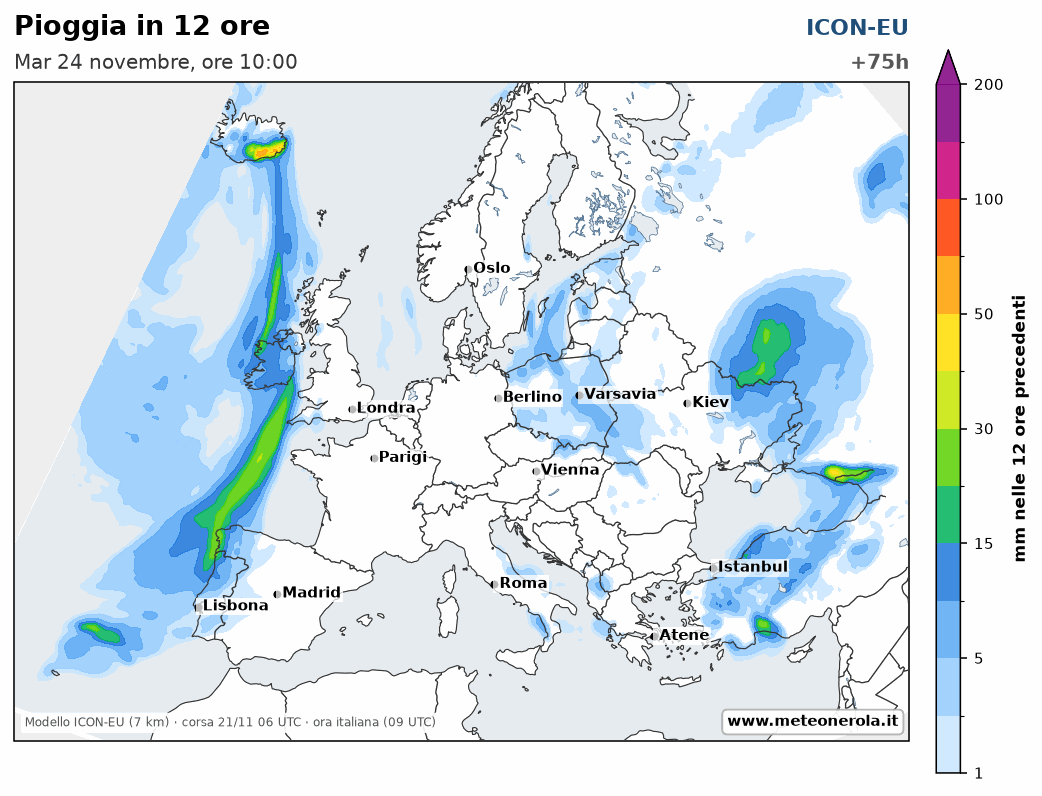 Pioggia in 12 ore
ICON-EU
Mar 24 novembre, ore 10:00
+75h
200
100
50
30
15
5
1
mm nelle 12 ore precedenti
Oslo
Berlino
Varsavia
Kiev
Londra
Parigi
Vienna
Istanbul
Roma
Madrid
Lisbona
Atene
Modello ICON-EU (7 km) · corsa 21/11 06 UTC · ora italiana (09 UTC)
www.meteonerola.it